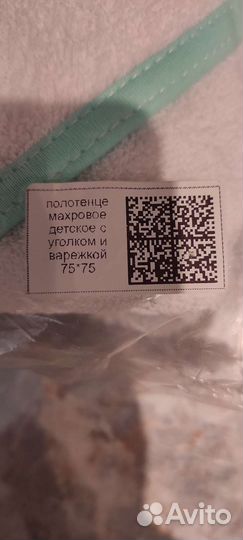 полотенце
махровое
детское с
уголком и
варежкой
75*75
Avito